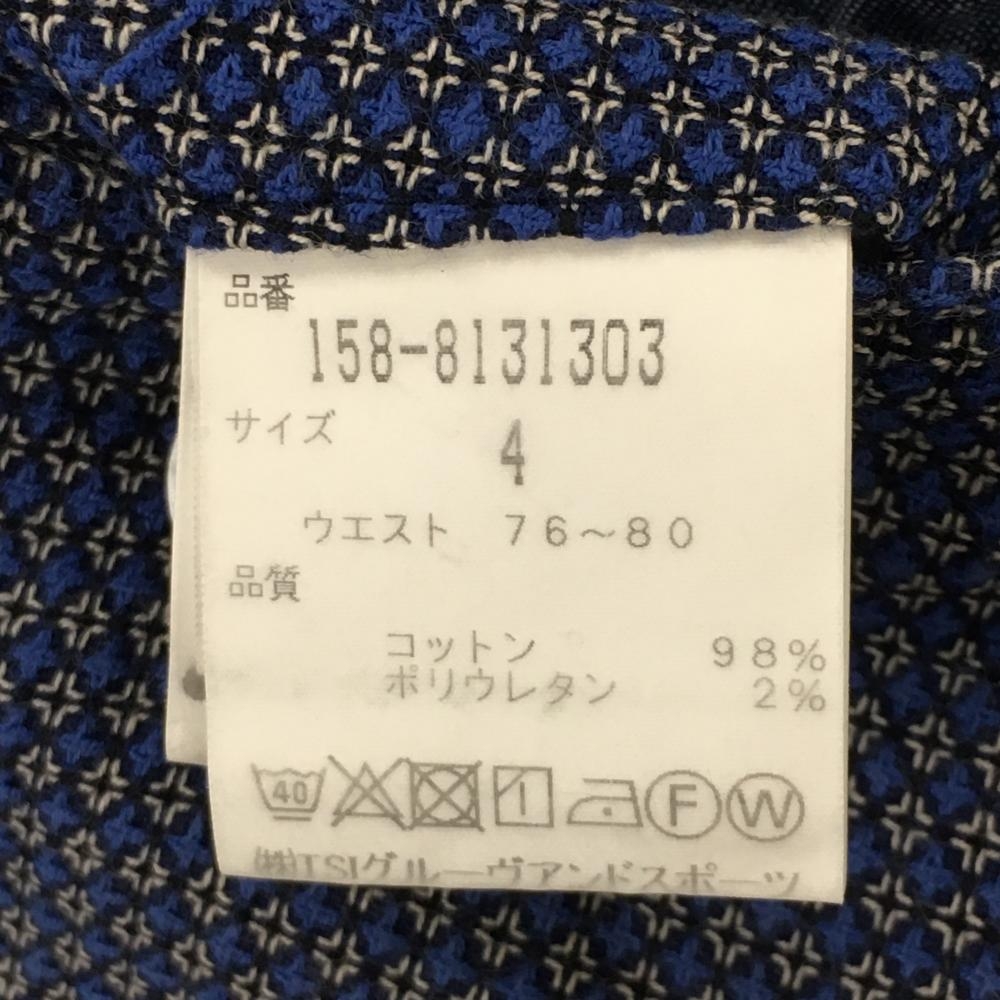 品番
158-8131303
サイズ
4
ウエスト 76～80
品質
コットン 98%
ポリウレタン 2%
40 F W
㈱TSIグルーヴアンドスポーツ